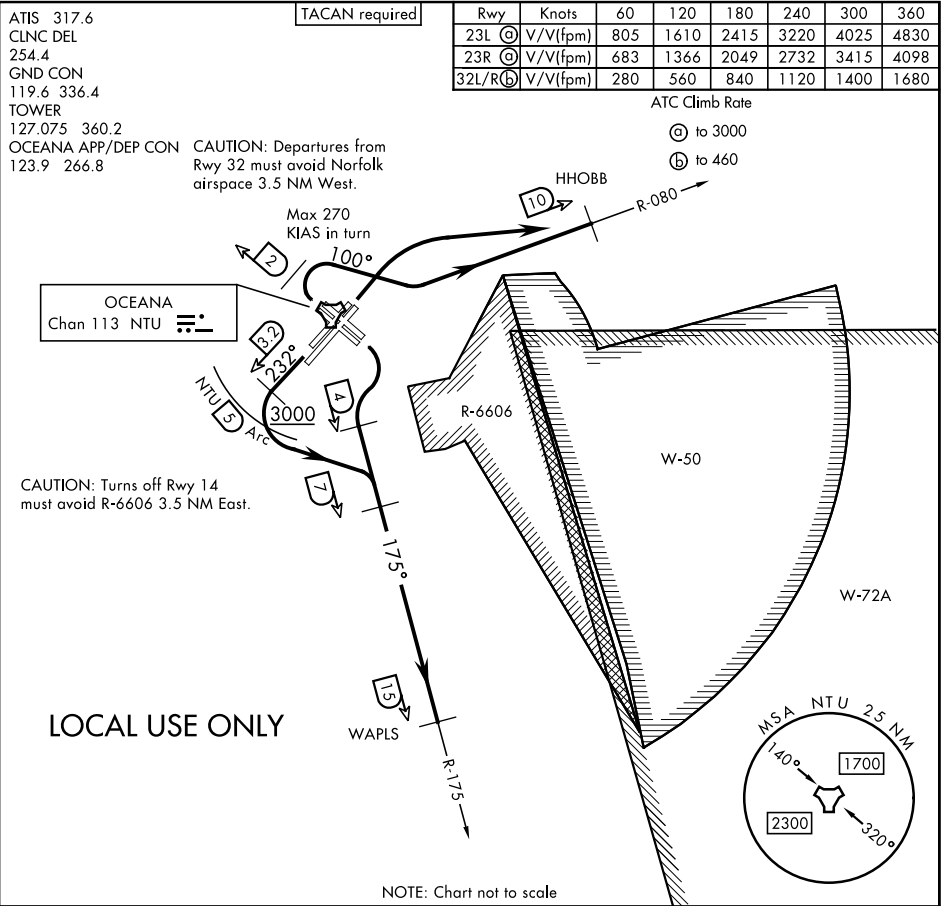 ATIS 317.6
CLNC DEL
254.4
GND CON
119.6 336.4
TOWER
127.075 360.2
OCEANA APP/DEP CON
123.9 266.8
TACAN required
Rwy Knots 60 120 180 240 300 360
23L ⓐ V/V(fpm) 805 1610 2415 3220 4025 4830
23R ⓐ V/V(fpm) 683 1366 2049 2732 3415 4098
32L/R ⓑ V/V(fpm) 280 560 840 1120 1400 1680
ATC Climb Rate
ⓐ to 3000
ⓑ to 460
CAUTION: Departures from
Rwy 32 must avoid Norfolk
airspace 3.5 NM West.
HHOBB
10
R-080
Max 270
KIAS in turn
2
100°
OCEANA
Chan 113 NTU
3.2
232°
NTU 5 Arc
3000
4
R-6606
W-50
CAUTION: Turns off Rwy 14
must avoid R-6606 3.5 NM East.
7
175°
W-72A
15
WAPLS
R-175
LOCAL USE ONLY
MSA NTU 25 NM
140°
1700
2300
320°
NOTE: Chart not to scale